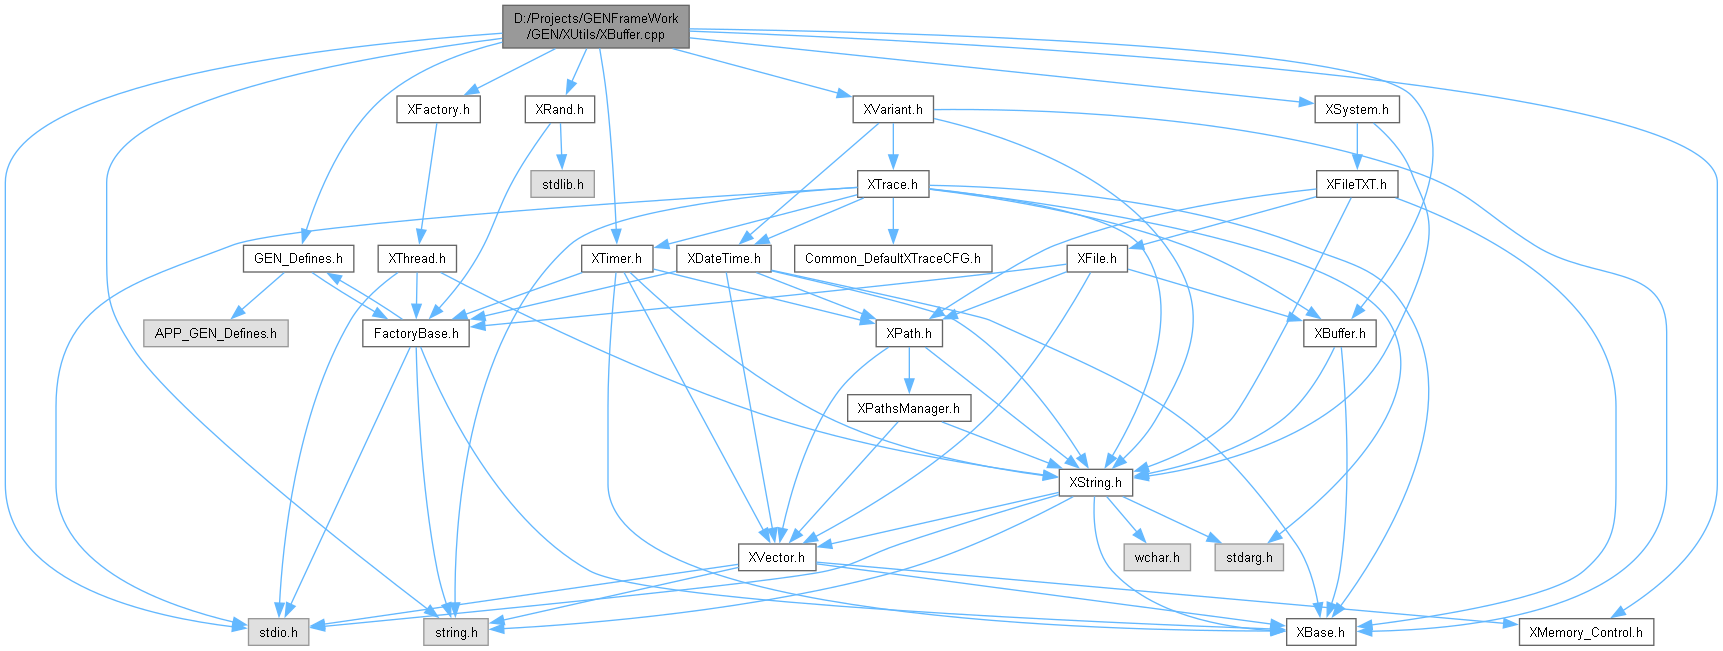 D:/Projects/GENFrameWork
/GEN/XUtils/XBuffer.cpp
XFactory.h
XRand.h
XVariant.h
XSystem.h
stdlib.h
XTrace.h
XFileTXT.h
GEN_Defines.h
XThread.h
XTimer.h
XDateTime.h
Common_DefaultXTraceCFG.h
XFile.h
APP_GEN_Defines.h
FactoryBase.h
XPath.h
XBuffer.h
XPathsManager.h
XString.h
XVector.h
wchar.h
stdarg.h
stdio.h
string.h
XBase.h
XMemory_Control.h